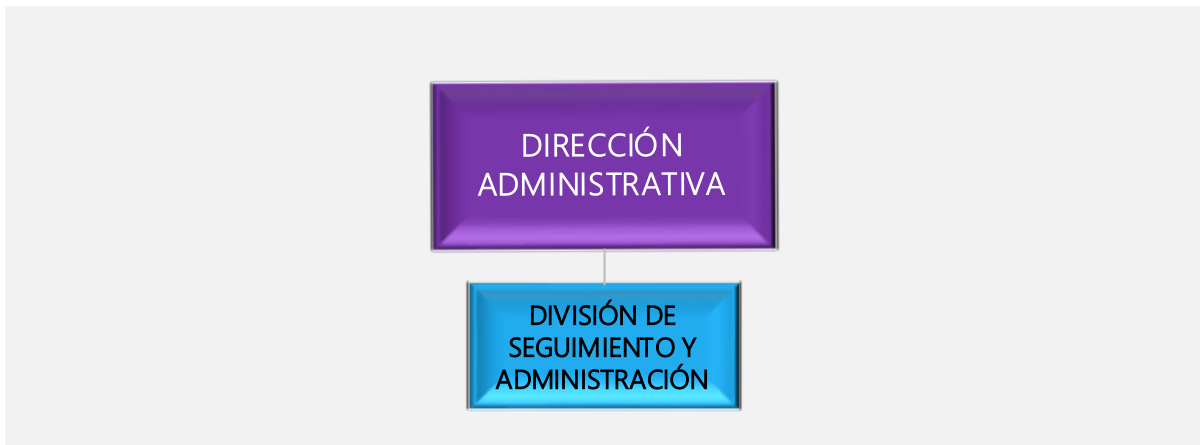 DIRECCIÓN
ADMINISTRATIVA
DIVISIÓN DE
SEGUIMIENTO Y
ADMINISTRACIÓN